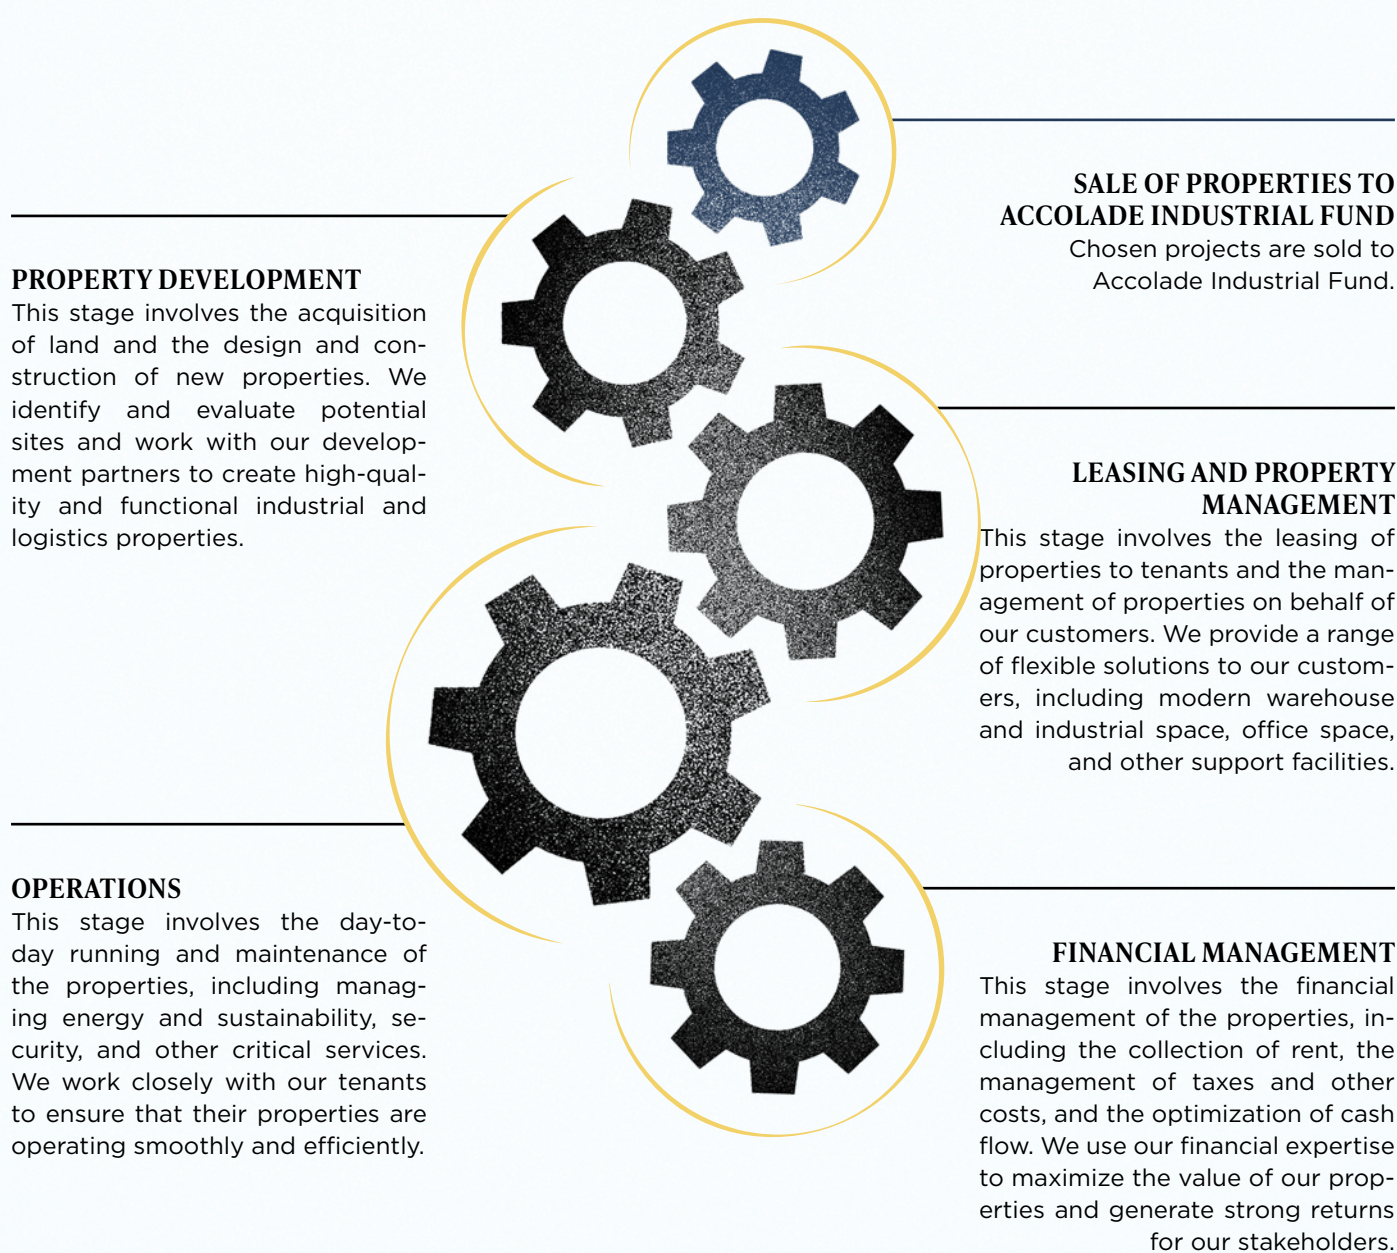 SALE OF PROPERTIES TO
ACCOLADE INDUSTRIAL FUND
Chosen projects are sold to
Accolade Industrial Fund.
PROPERTY DEVELOPMENT
This stage involves the acquisition
of land and the design and con-
struction of new properties. We
identify and evaluate potential
sites and work with our develop-
ment partners to create high-qual-
ity and functional industrial and
logistics properties.
LEASING AND PROPERTY
MANAGEMENT
This stage involves the leasing of
properties to tenants and the man-
agement of properties on behalf of
our customers. We provide a range
of flexible solutions to our custom-
ers, including modern warehouse
and industrial space, office space,
and other support facilities.
OPERATIONS
This stage involves the day-to-
day running and maintenance of
the properties, including manag-
ing energy and sustainability, se-
curity, and other critical services.
We work closely with our tenants
to ensure that their properties are
operating smoothly and efficiently.
FINANCIAL MANAGEMENT
This stage involves the financial
management of the properties, in-
cluding the collection of rent, the
management of taxes and other
costs, and the optimization of cash
flow. We use our financial expertise
to maximize the value of our prop-
erties and generate strong returns
for our stakeholders.